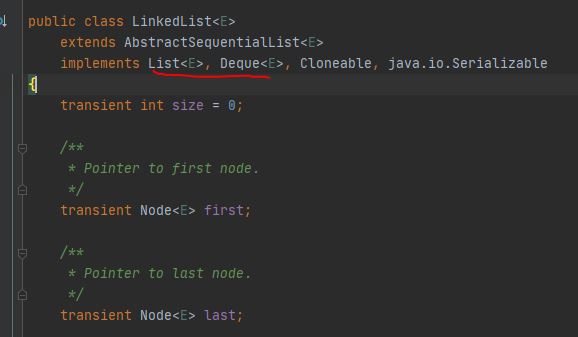 public class LinkedList<E>
extends AbstractSequentialList<E>
implements List<E>, Deque<E>, Cloneable, java.io.Serializable
{
transient int size = 0;
/**
* Pointer to first node.
*/
transient Node<E> first;
/**
* Pointer to last node.
*/
transient Node<E> last;